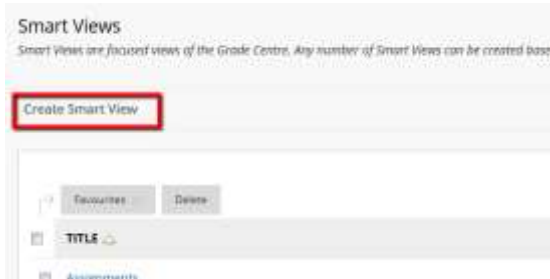 Smart Views
Smart Views are focused views of the Grade Centre. Any number of Smart Views can be created base
Create Smart View
Favourites Delete
TITLE
Assignments